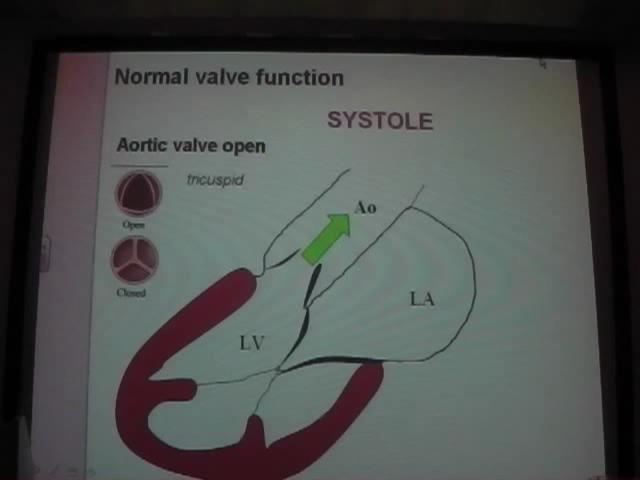 Normal valve function
SYSTOLE
Aortic valve open
tricuspid
Open
Closed
Ao
LA
LV